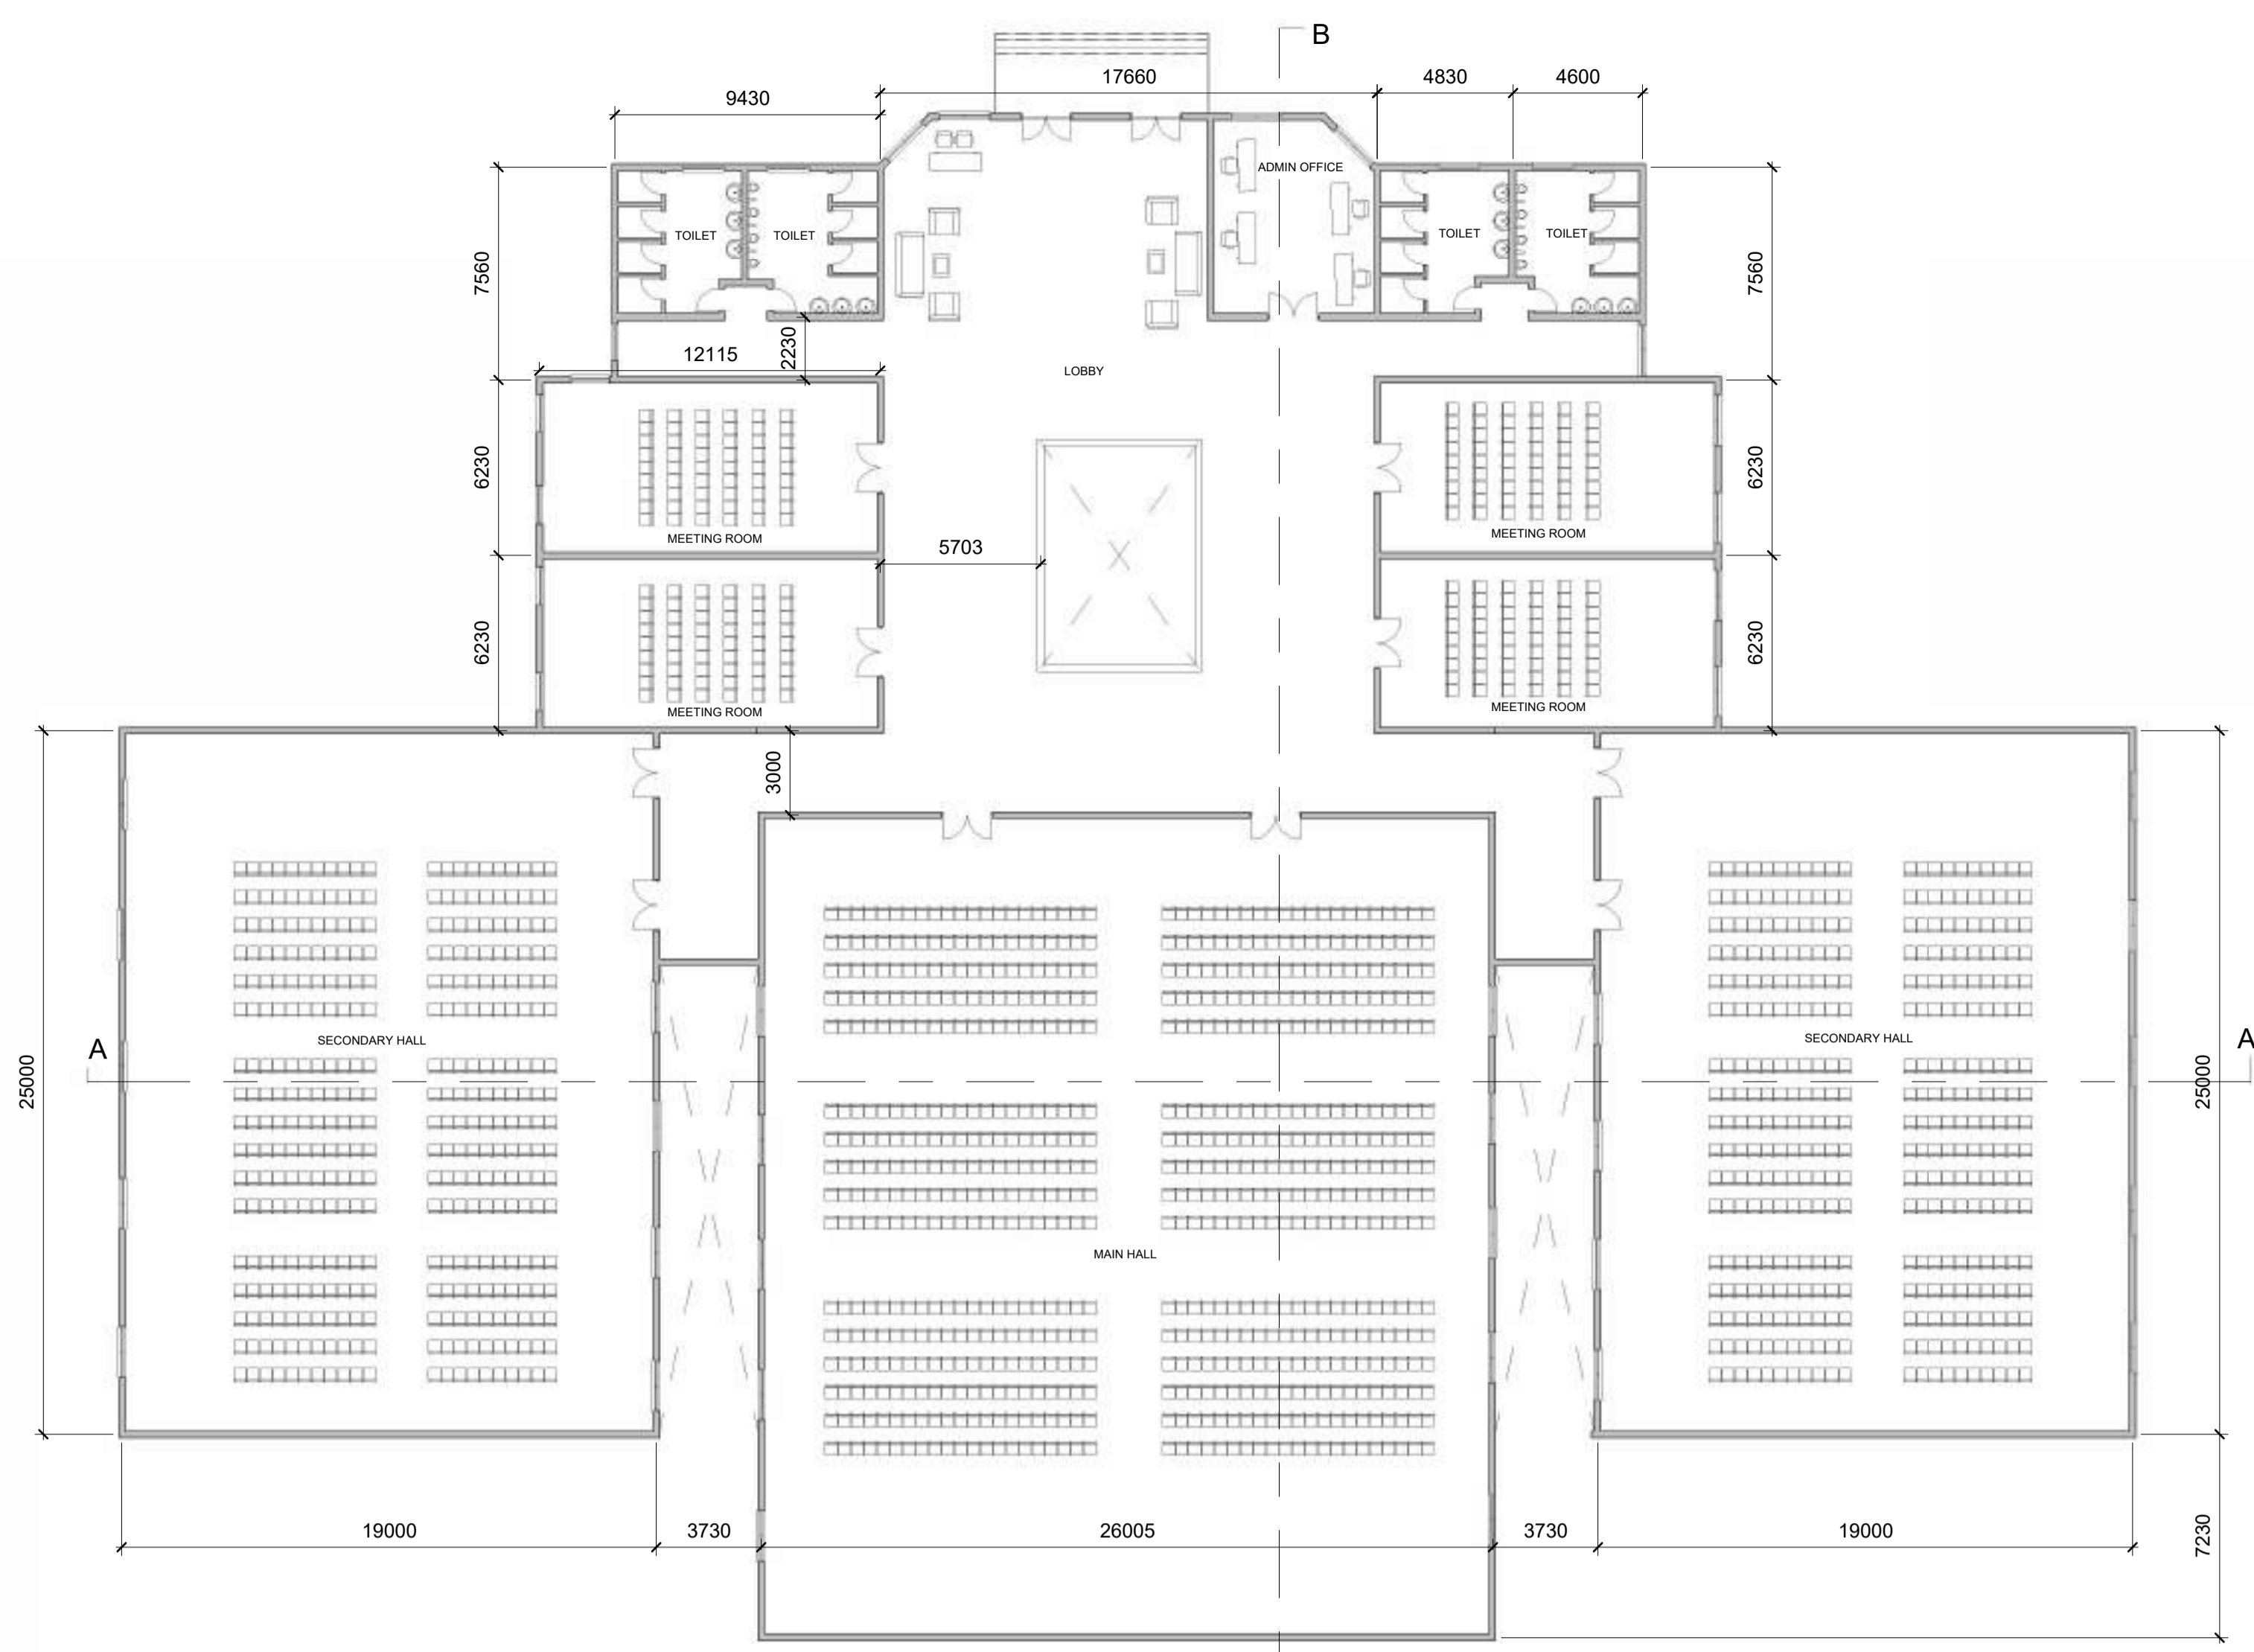 B
17660
4830
4600
9430
ADMIN OFFICE
TOILET
TOILET
TOILET
TOILET
7560
7560
2230
12115
LOBBY
6230
6230
MEETING ROOM
MEETING ROOM
5703
6230
6230
MEETING ROOM
MEETING ROOM
3000
SECONDARY HALL
SECONDARY HALL
A
A
25000
25000
MAIN HALL
19000
3730
26005
3730
19000
7230